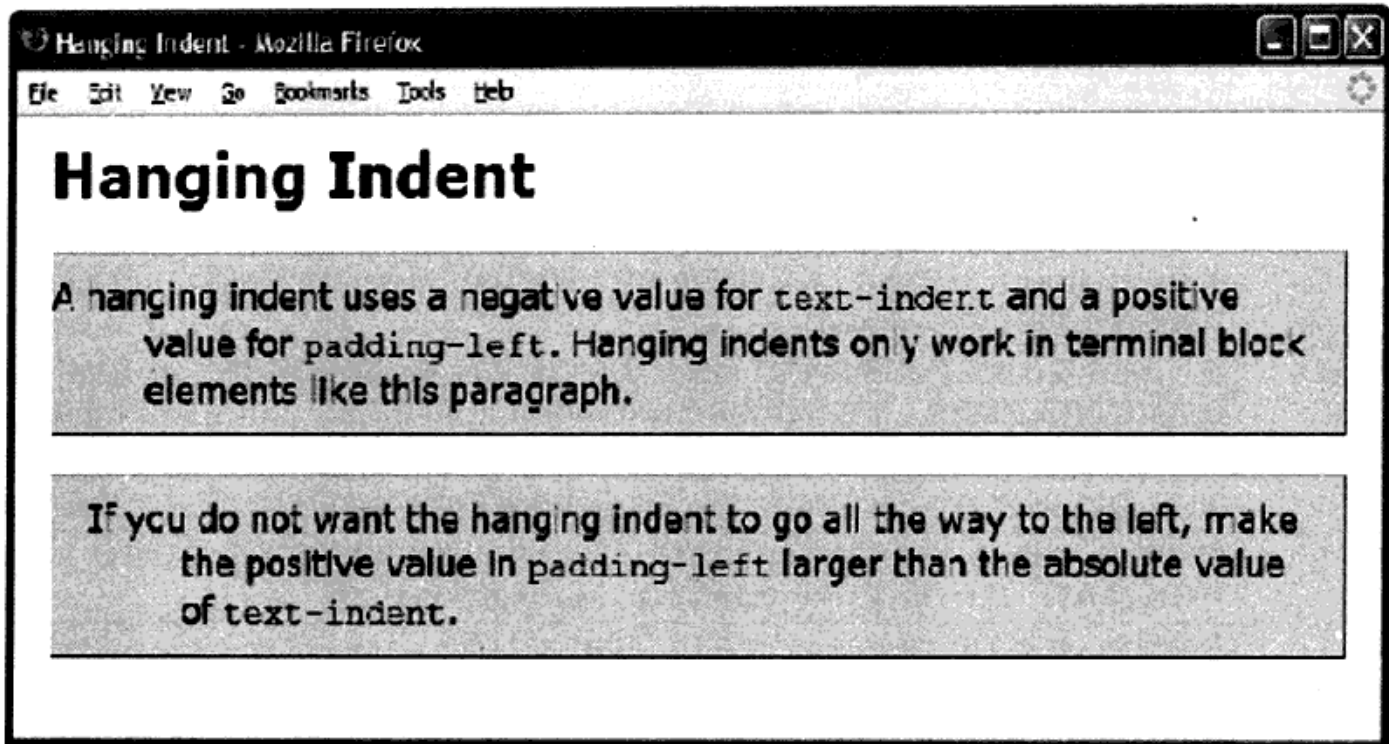 Hanging Indent - Mozilla Firefox
File Edit View Go Bookmarks Tools Help
Hanging Indent
A hanging indent uses a negative value for text-indent and a positive
value for padding-left. Hanging indents only work in terminal block
elements like this paragraph.
If you do not want the hanging indent to go all the way to the left, make
the positive value in padding-left larger than the absolute value
of text-indent.